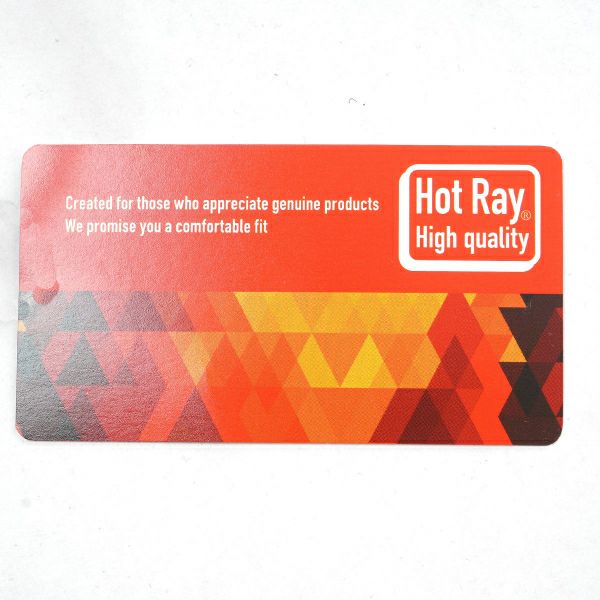 Created for those who appreciate genuine products
We promise you a comfortable fit
Hot Ray®
High quality